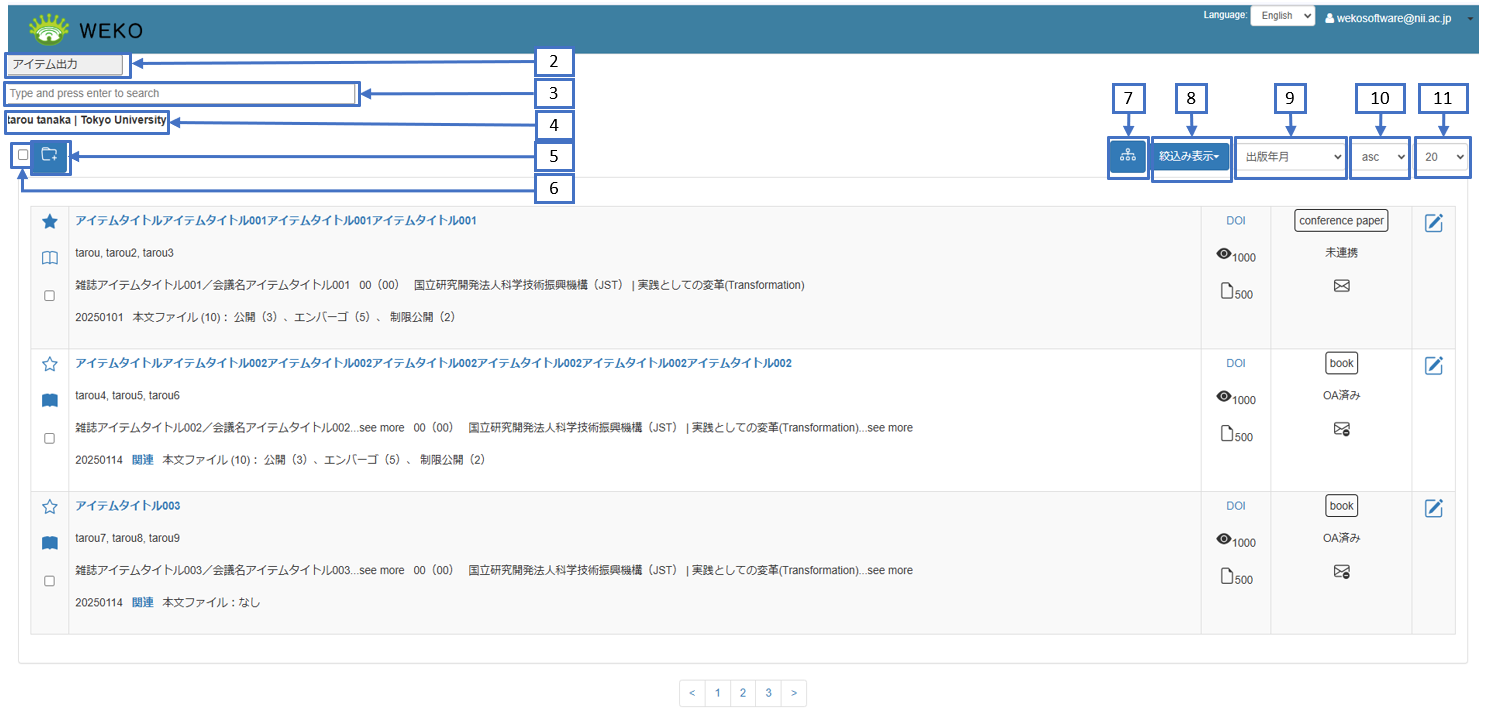 WEKO
Language: English wekosoftware@nii.ac.jp
アイテム出力
2
Type and press enter to search
3
tarou tanaka | Tokyo University
4
5
6
7
8
9
10
11
絞込み表示
出版年月
asc
20
アイテムタイトルアイテムタイトル001アイテムタイトル001アイテムタイトル001
tarou, tarou2, tarou3
雑誌アイテムタイトル001／会議名アイテムタイトル001 00（00） 国立研究開発法人科学技術振興機構（JST） | 実践としての変革(Transformation)
20250101 本文ファイル (10)： 公開（3）、エンバーゴ（5）、 制限公開（2）
DOI
1000
500
conference paper
未連携
アイテムタイトルアイテムタイトル002アイテムタイトル002アイテムタイトル002アイテムタイトル002アイテムタイトル002アイテムタイトル002
tarou4, tarou5, tarou6
雑誌アイテムタイトル002／会議名アイテムタイトル002...see more 00（00） 国立研究開発法人科学技術振興機構（JST） | 実践としての変革(Transformation)...see more
20250114 関連 本文ファイル (10)： 公開（3）、エンバーゴ（5）、 制限公開（2）
DOI
1000
500
book
OA済み
アイテムタイトル003
tarou7, tarou8, tarou9
雑誌アイテムタイトル003／会議名アイテムタイトル003...see more 00（00） 国立研究開発法人科学技術振興機構（JST） | 実践としての変革(Transformation)...see more
20250114 関連 本文ファイル：なし
DOI
1000
500
book
OA済み
< 1 2 3 >